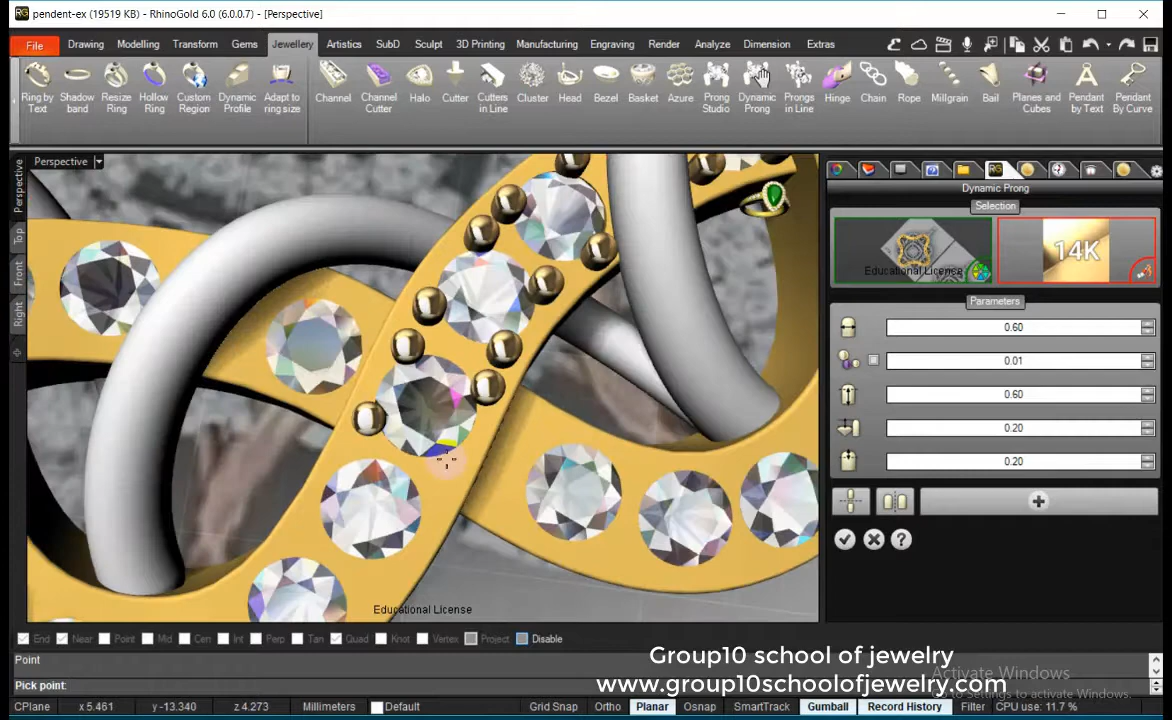 pendent-ex (19519 KB) - RhinoGold 6.0 (6.0.0.7) - [Perspective]
File Drawing Modelling Transform Gems Jewellery Artistics SubD Sculpt 3D Printing Manufacturing Engraving Render Analyze Dimension Extras
Ring by Text
Shadow band
Resize Ring
Hollow Ring
Custom Region
Dynamic Profile
Adapt to ring size
Channel
Channel Cutter
Halo
Cutter
Cutters in Line
Cluster
Head
Bezel
Basket
Azure
Prong Studio
Dynamic Prong
Prongs in Line
Hinge
Chain
Rope
Millgrain
Bail
Planes and Cubes
Pendant by Text
Pendant By Curve
Perspective
Perspective
Top
Front
Right
Dynamic Prong
Selection
Educational License
14K
Parameters
0.60
0.01
0.60
0.20
0.20
Educational License
End Near Point Mid Cen Int Perp Tan Quad Knot Vertex Project Disable
Point
Pick point:
Group10 school of jewelry
www.group10schoolofjewelry.com
Activate Windows
Go to Settings to activate Windows.
CPlane x 5.461 y -13.340 z 4.273 Millimeters Default Grid Snap Ortho Planar Osnap SmartTrack Gumball Record History Filter CPU use: 11.7 %